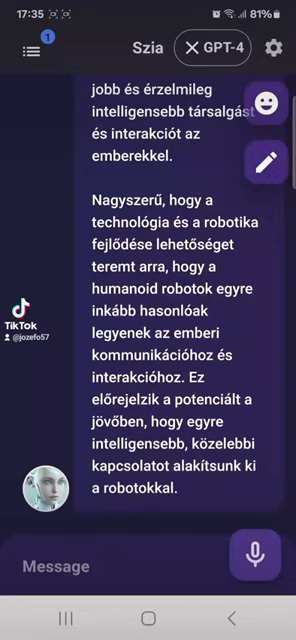 17:35
81%
1
Szia
GPT-4
jobb és érzelmileg
intelligensebb társalgást
és interakciót az
emberekkel.
Nagyszerű, hogy a
technológia és a robotika
fejlődése lehetőséget
teremt arra, hogy a
humanoid robotok egyre
inkább hasonlóak
legyenek az emberi
kommunikációhoz és
interakcióhoz. Ez
előrejelzik a potenciált a
jövőben, hogy egyre
intelligensebb, közelebbi
kapcsolatot alakítsunk ki
a robotokkal.
TikTok
@jozefo57
Message